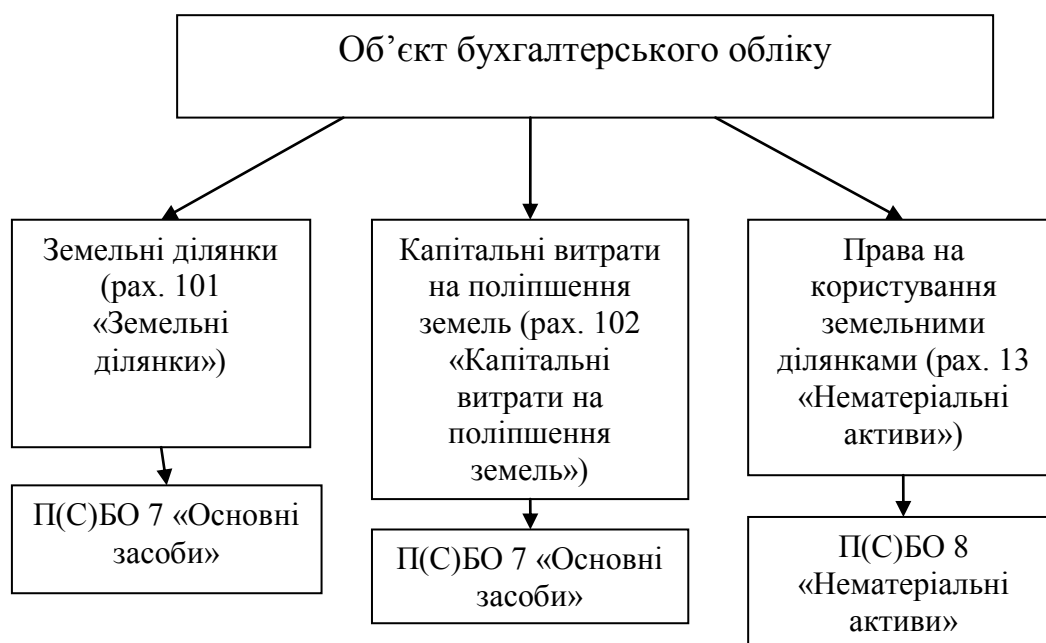 Об’єкт бухгалтерського обліку
Земельні ділянки
(рах. 101
«Земельні
ділянки»)
Капітальні витрати
на поліпшення
земель (рах. 102
«Капітальні
витрати на
поліпшення
земель»)
Права на
користування
земельними
ділянками (рах. 13
«Нематеріальні
активи»)
П(С)БО 7 «Основні
засоби»
П(С)БО 7 «Основні
засоби»
П(С)БО 8
«Нематеріальні
активи»